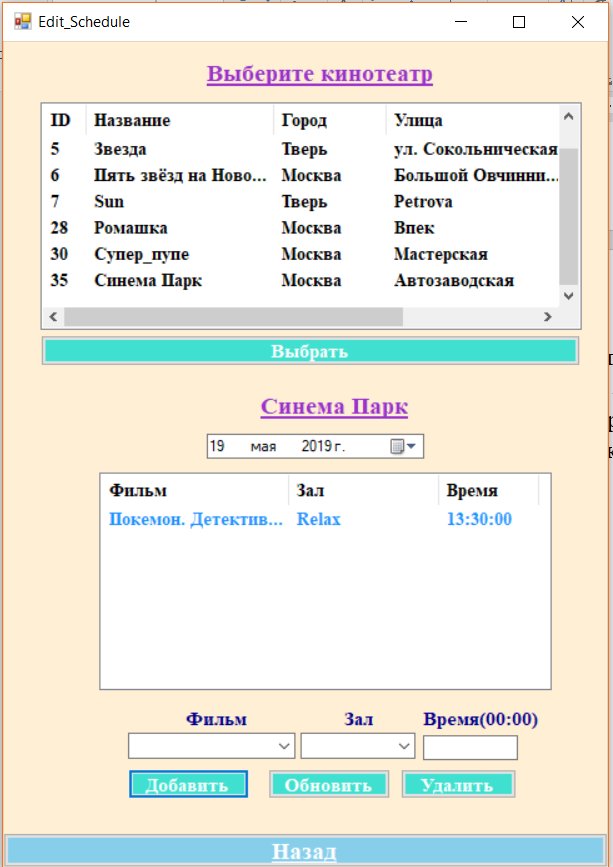 Edit_Schedule
Выберите кинотеатр
ID Название Город Улица
5 Звезда Тверь ул. Сокольническая
6 Пять звёзд на Ново... Москва Большой Овчинни...
7 Sun Тверь Petrova
28 Ромашка Москва Впек
30 Супер_пупе Москва Мастерская
35 Синема Парк Москва Автозаводская
Выбрать
Синема Парк
19 мая 2019 г.
Фильм Зал Время
Покемон. Детектив... Relax 13:30:00
Фильм Зал Время(00:00)
Добавить Обновить Удалить
Назад